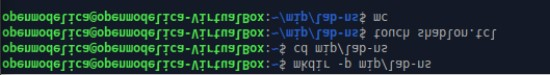 openmodelica@openmodelica-VirtualBox:~$ mkdir -p mip/lab-ns
openmodelica@openmodelica-VirtualBox:~$ cd mip/lab-ns
openmodelica@openmodelica-VirtualBox:~/mip/lab-ns$ touch shablon.tcl
openmodelica@openmodelica-VirtualBox:~/mip/lab-ns$ mc